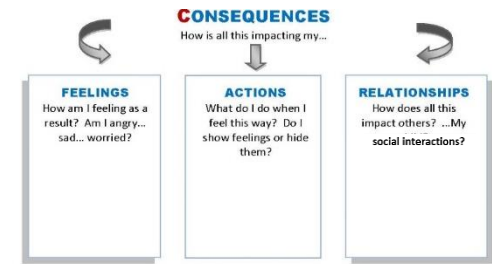 CONSEQUENCES
How is all this impacting my...
FEELINGS
How am I feeling as a
result? Am I angry...
sad... worried?
ACTIONS
What do I do when I
feel this way? Do I
show feelings or hide
them?
RELATIONSHIPS
How does all this
impact others? ...My
social interactions?